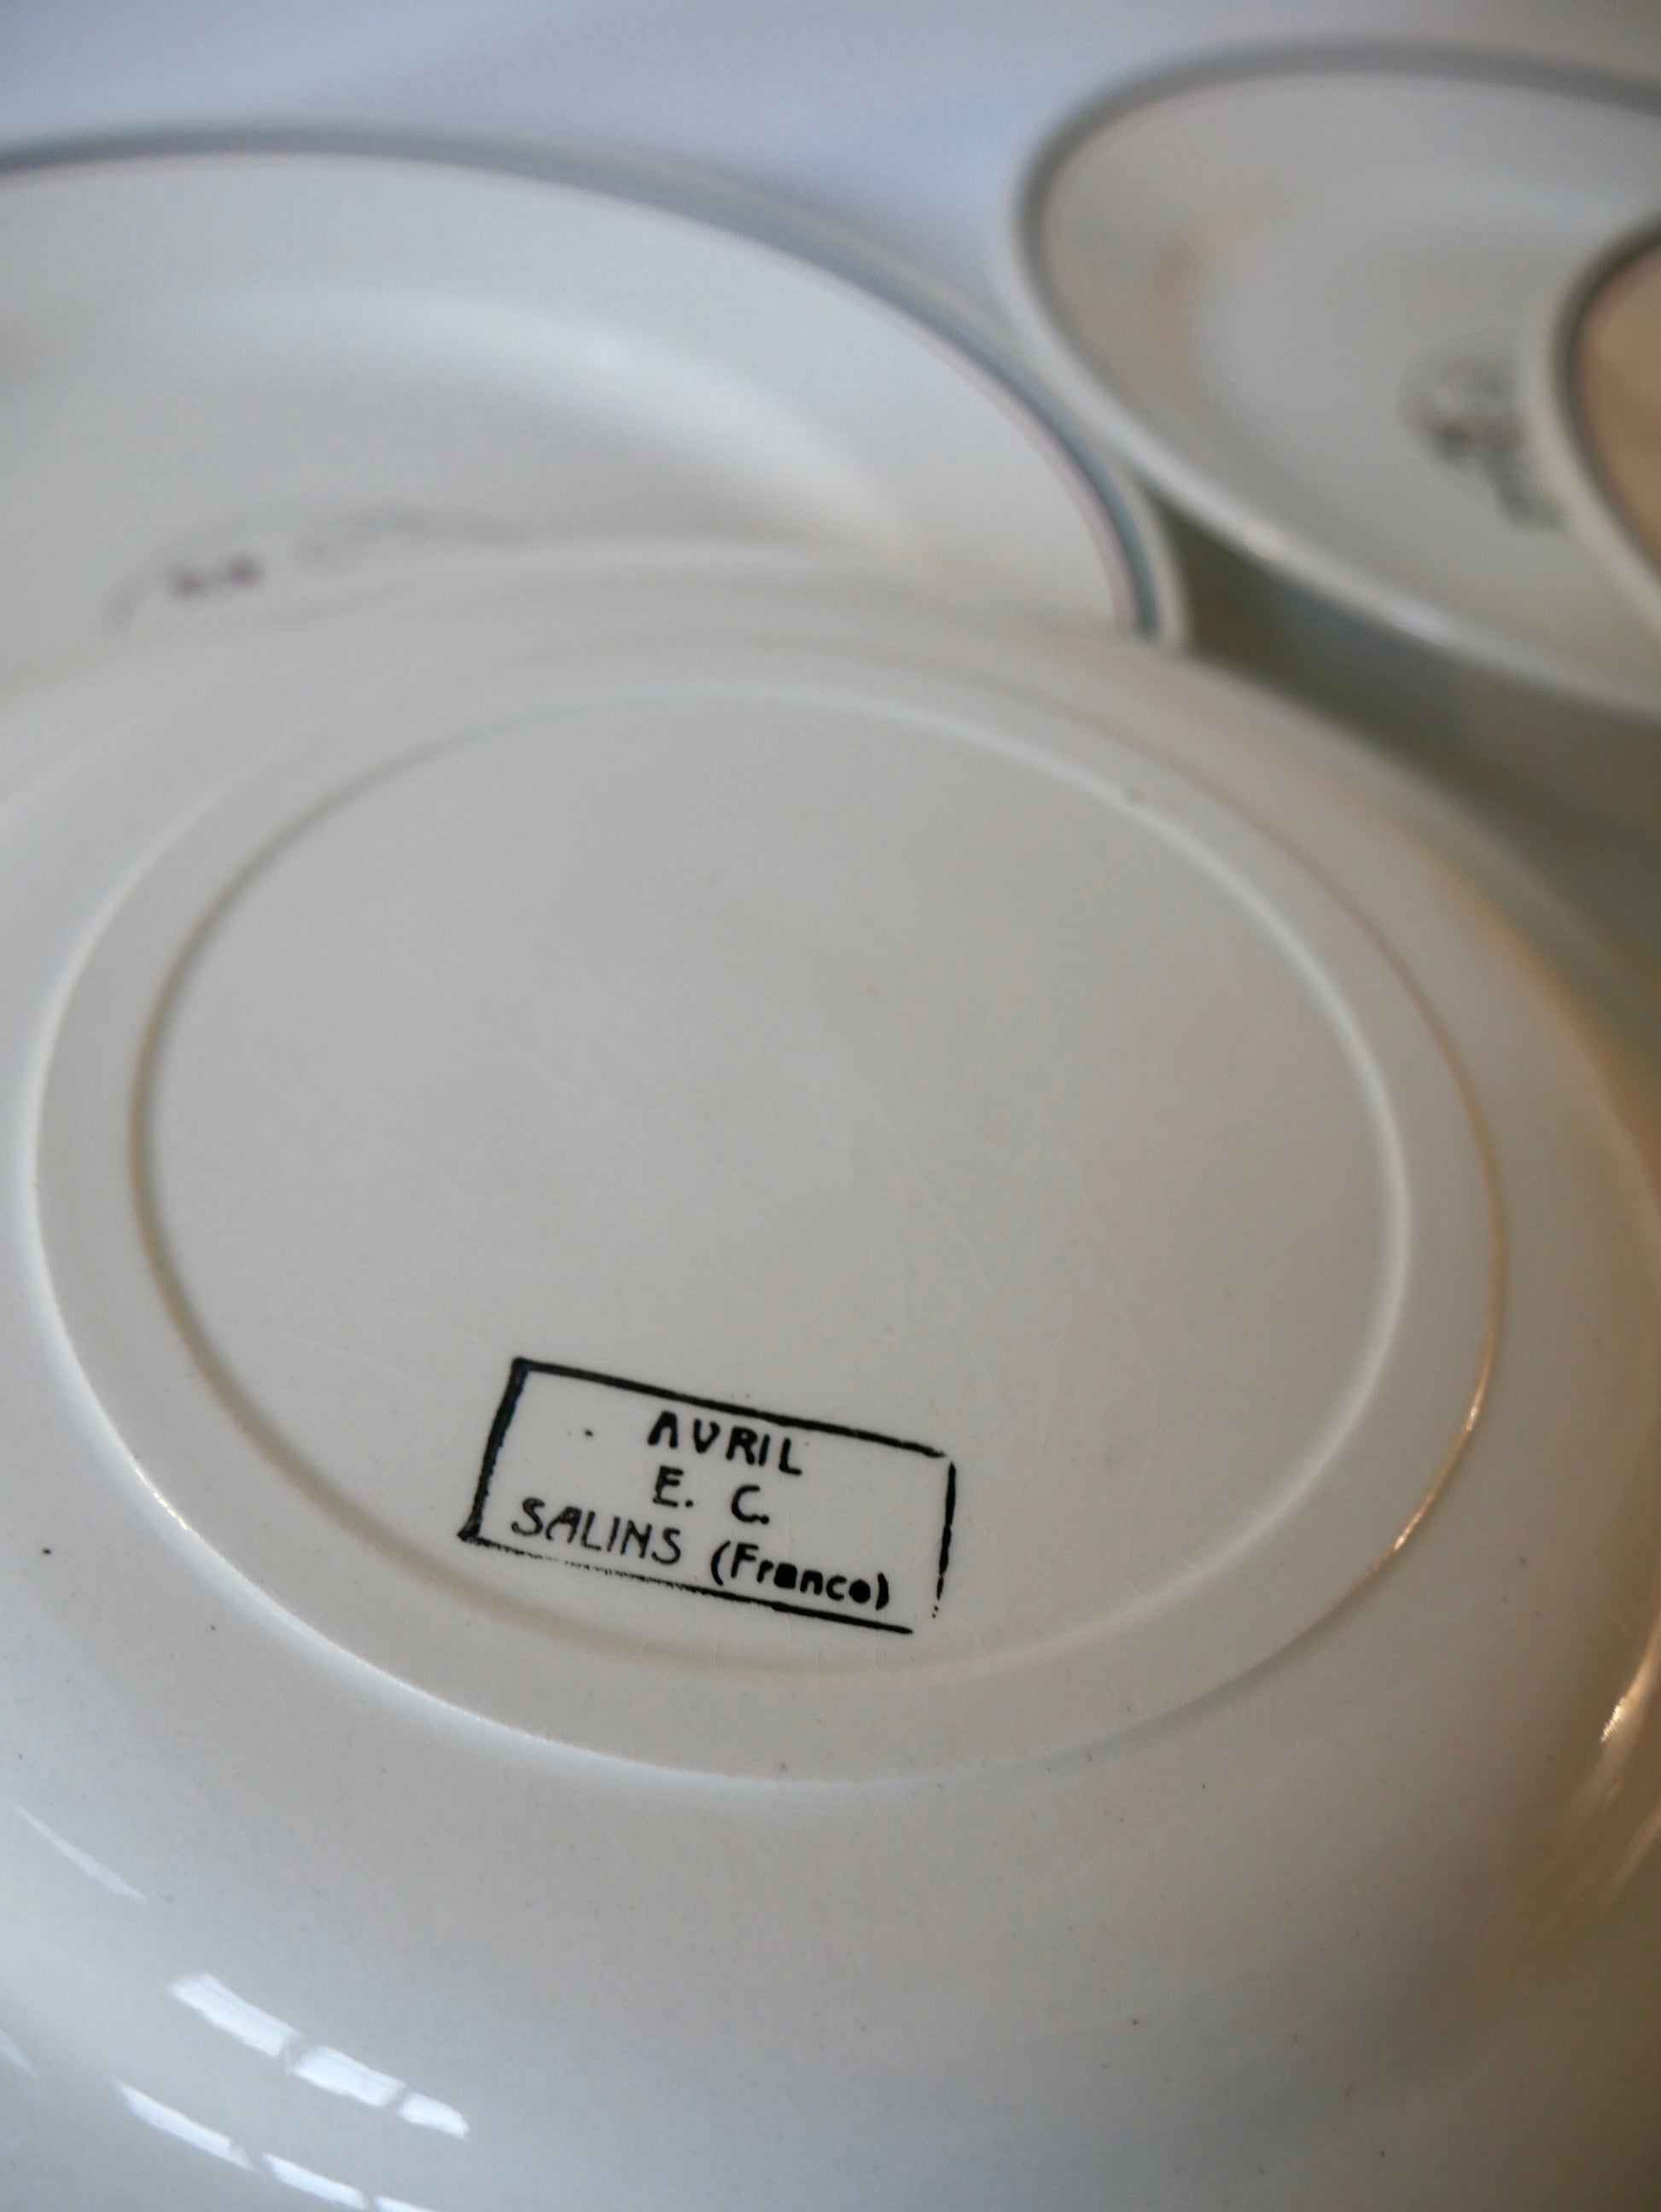 AVRIL
E. C.
SALINS (France)